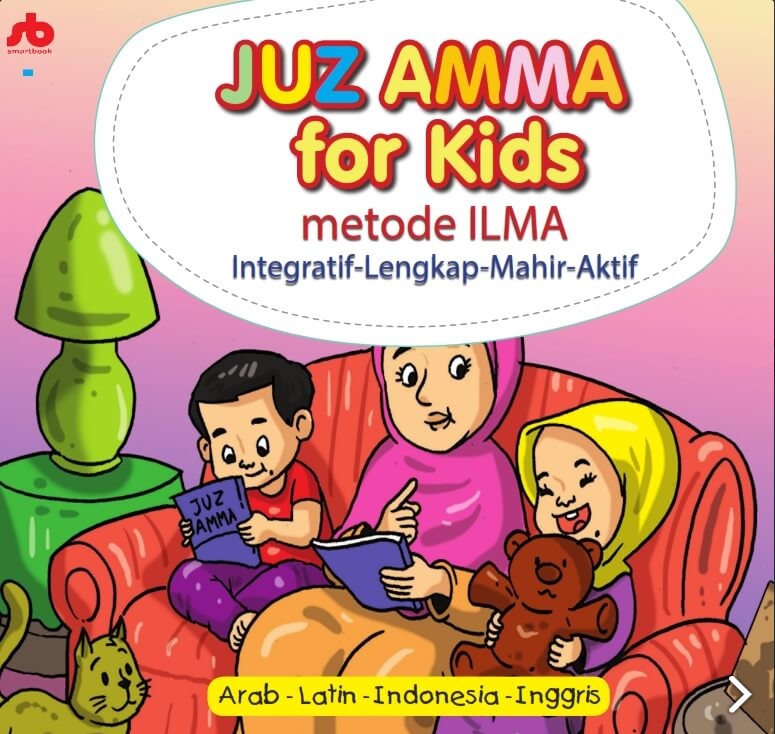 sb
smartbook
JUZ AMMA
for Kids
metode ILMA
Integratif-Lengkap-Mahir-Aktif
JUZ
AMMA!
Arab - Latin - Indonesia - Inggris